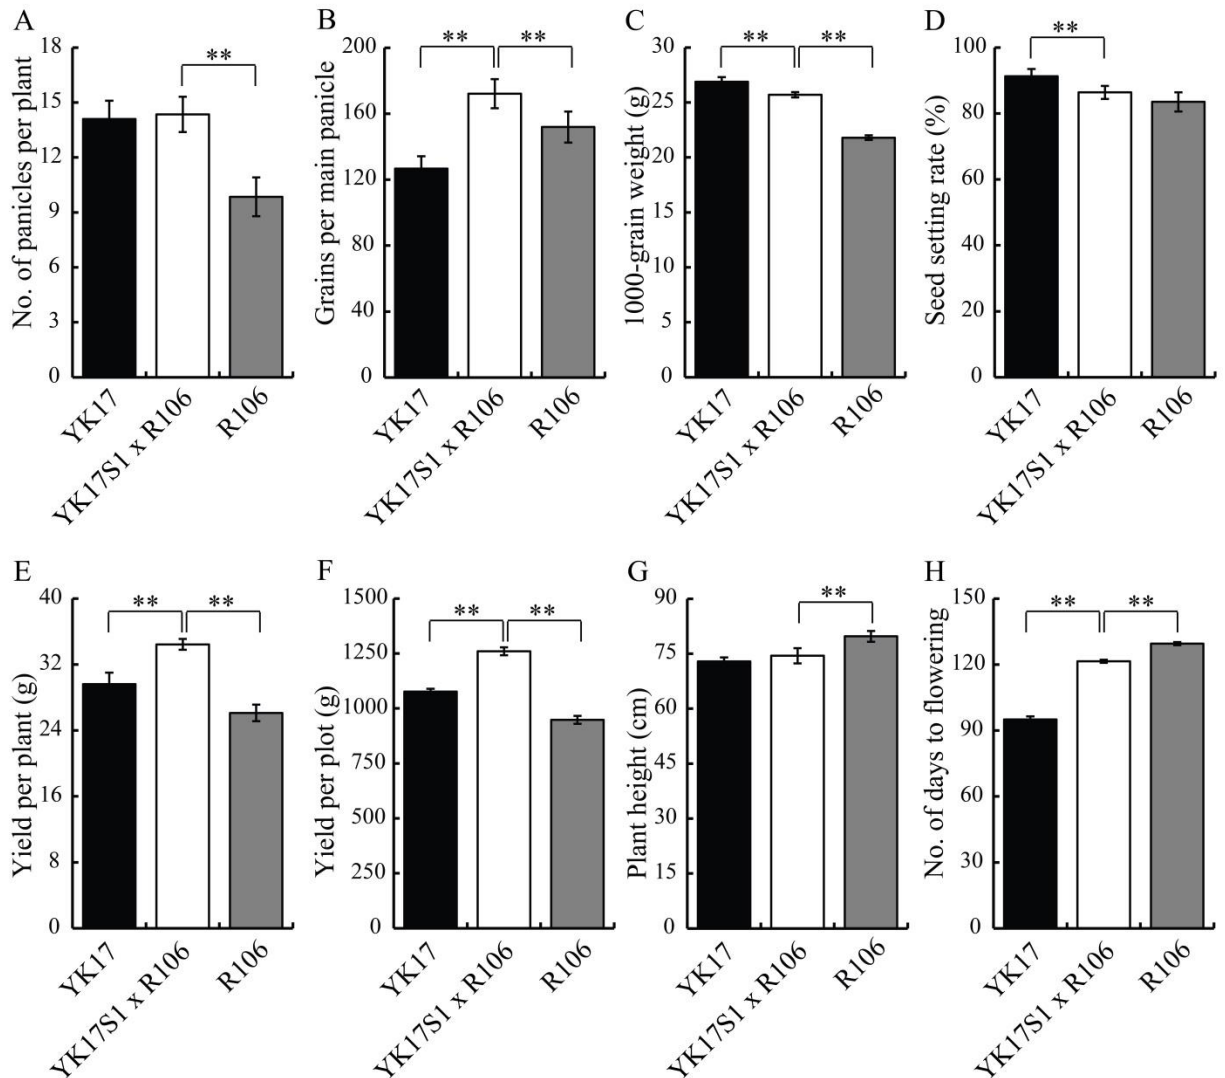 A
No. of panicles per plant
18
15
12
9
6
3
0
**
YK17
YK17S1 x R106
R106
B
Grains per main panicle
200
160
120
80
40
0
**
**
YK17
YK17S1 x R106
R106
C
1000-grain weight (g)
30
25
20
15
10
5
0
**
**
YK17
YK17S1 x R106
R106
D
Seed setting rate (%)
100
80
60
40
20
0
**
YK17
YK17S1 x R106
R106
E
Yield per plant (g)
40
32
24
16
8
0
**
**
YK17
YK17S1 x R106
R106
F
Yield per plot (g)
1500
1250
1000
750
500
250
0
**
**
YK17
YK17S1 x R106
R106
G
Plant height (cm)
90
75
60
45
30
15
0
**
YK17
YK17S1 x R106
R106
H
No. of days to flowering
150
120
90
60
30
0
**
**
YK17
YK17S1 x R106
R106